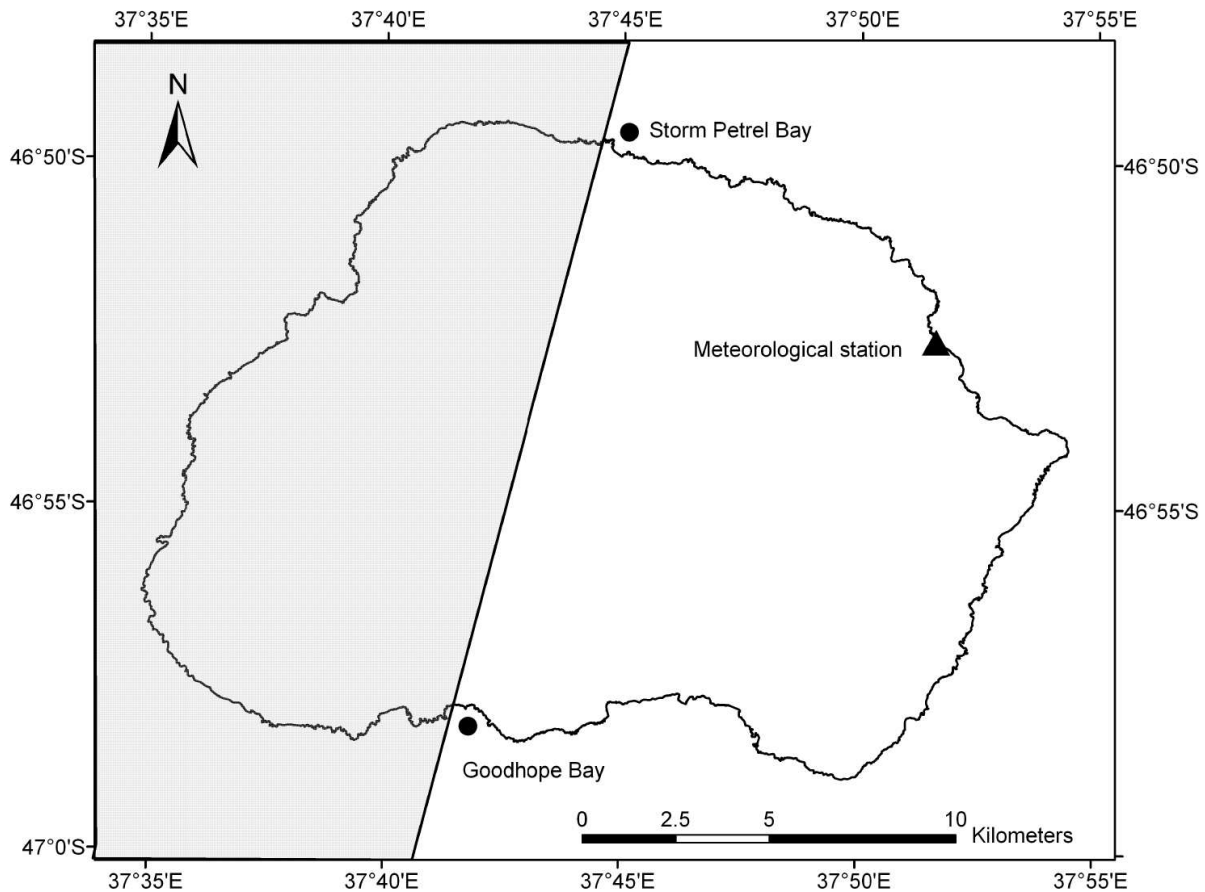 37°35'E 37°40'E 37°45'E 37°50'E 37°55'E
N
Storm Petrel Bay
46°50'S 46°50'S
Meteorological station
46°55'S 46°55'S
Goodhope Bay
0 2.5 5 10
Kilometers
47°0'S
37°35'E 37°40'E 37°45'E 37°50'E 37°55'E